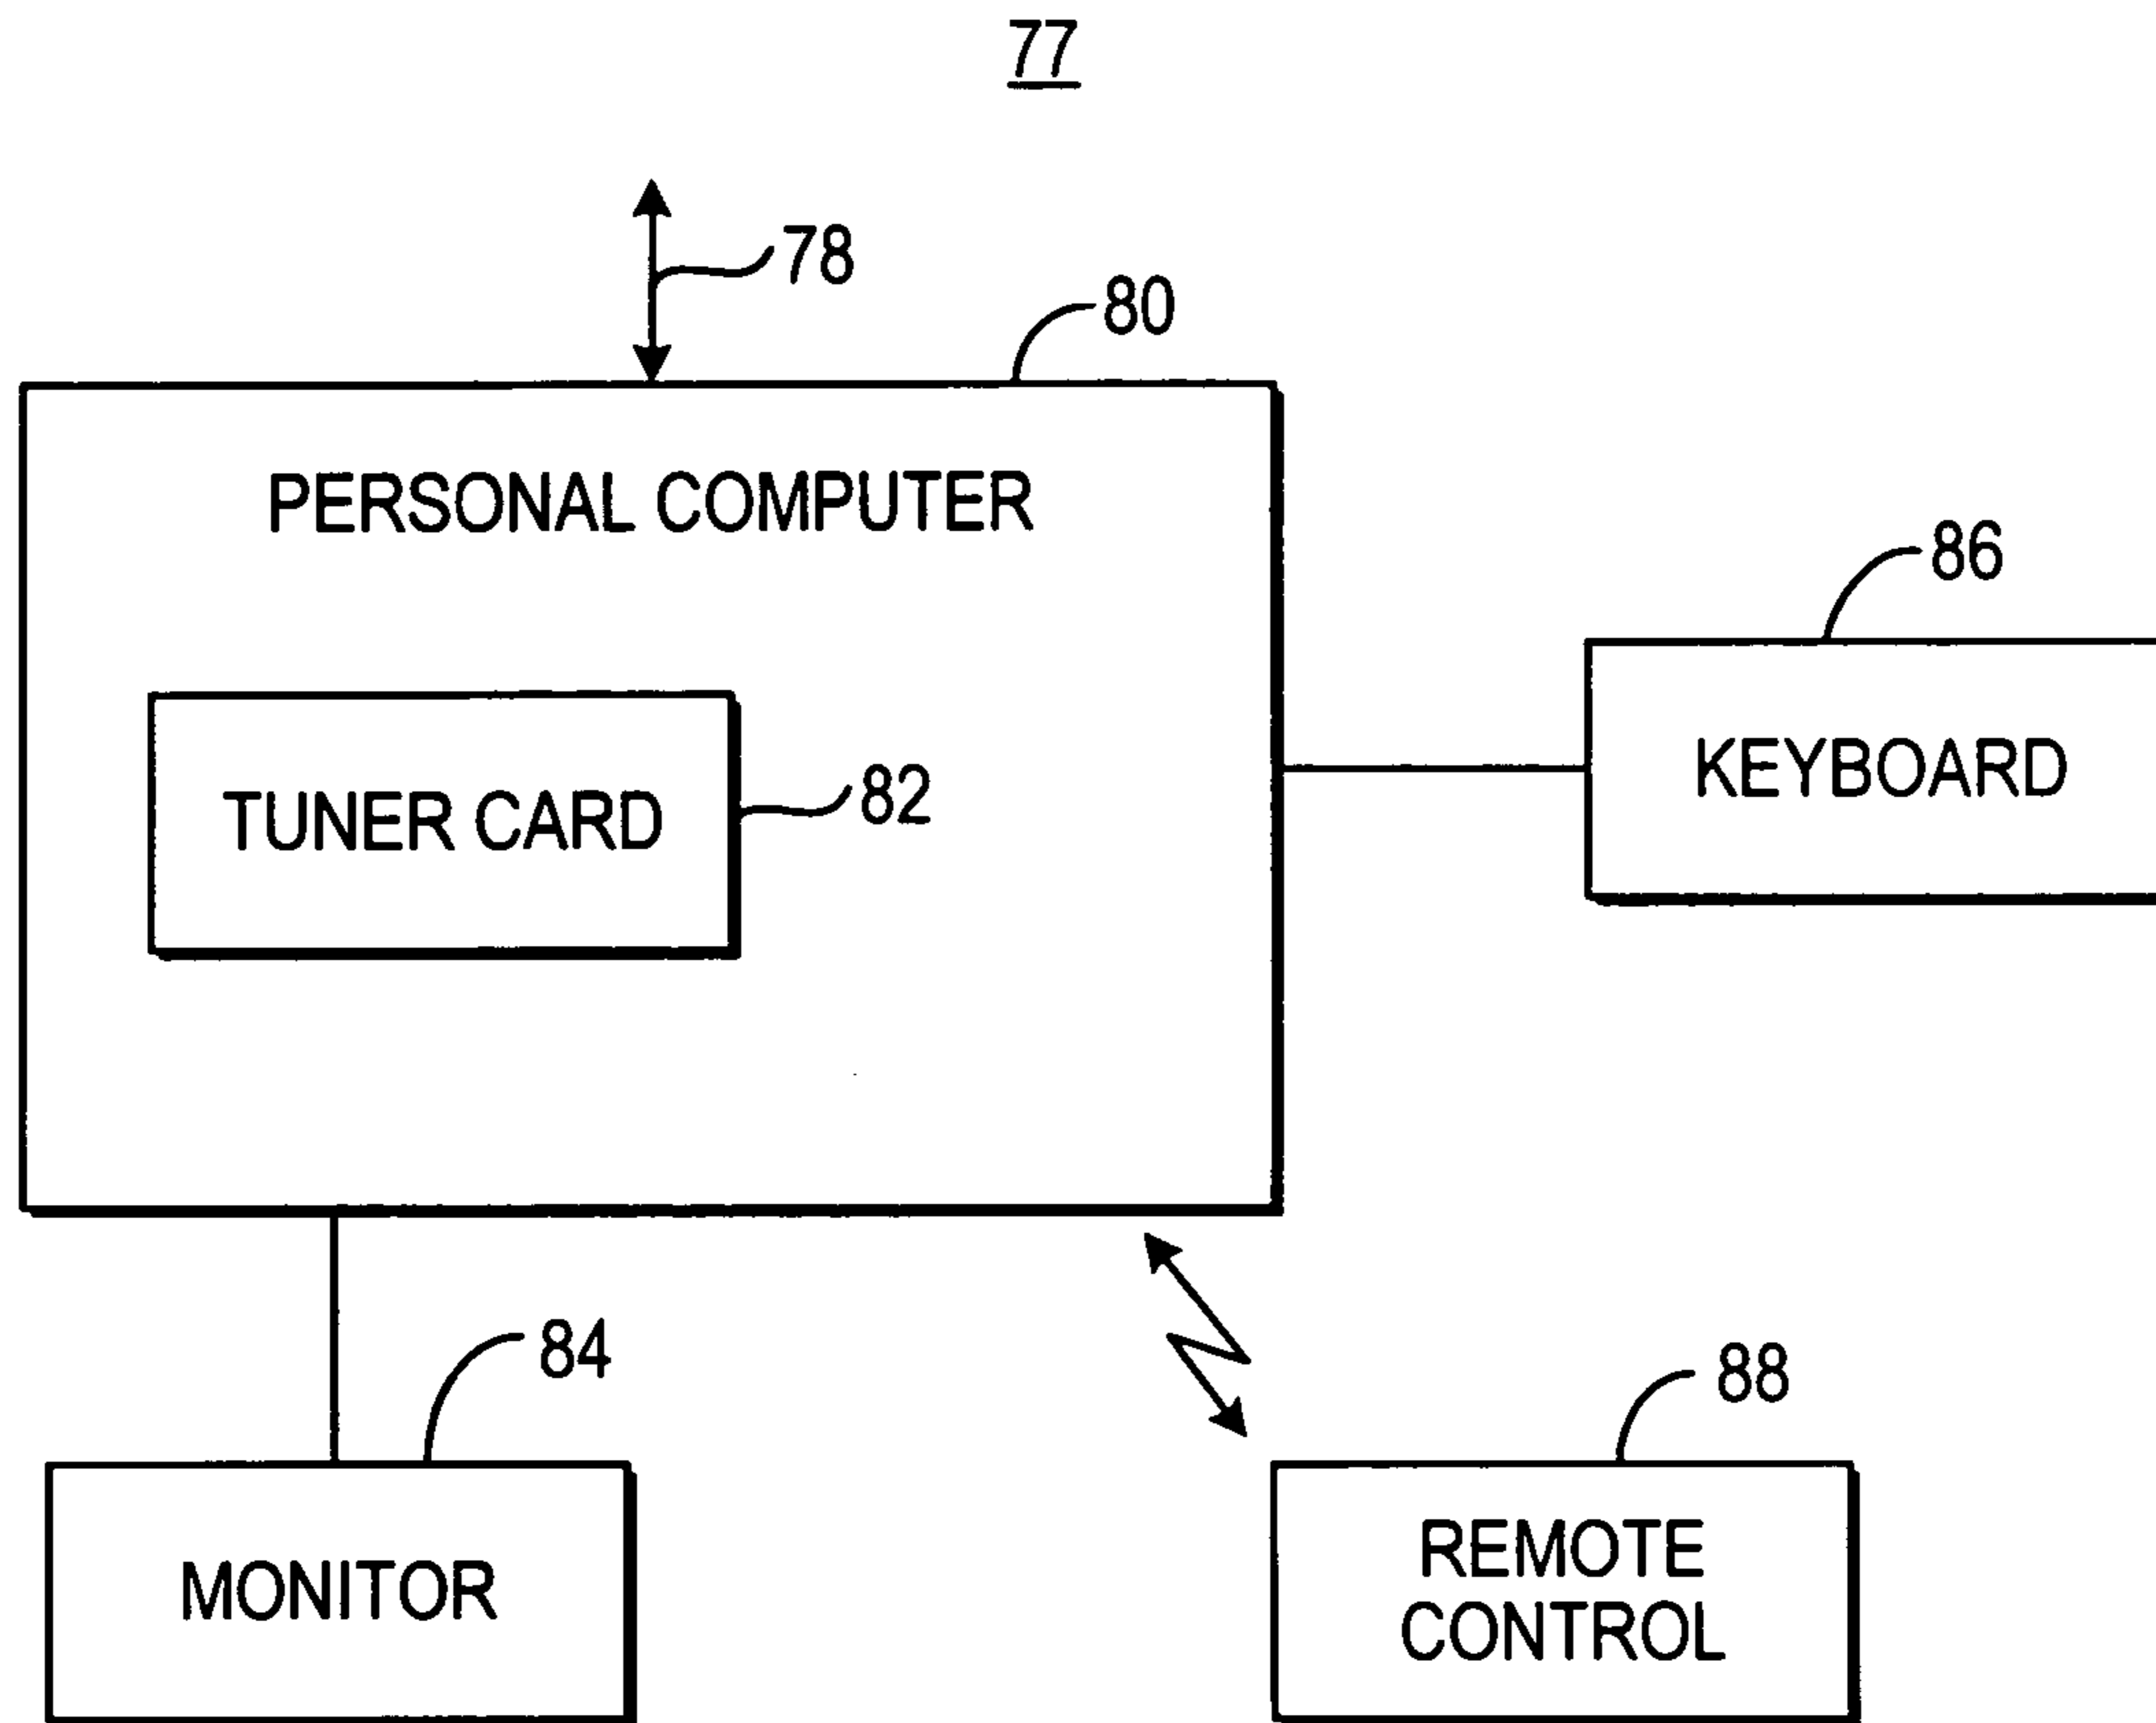 77
78
80
PERSONAL COMPUTER
86
KEYBOARD
TUNER CARD
82
84
88
MONITOR
REMOTE
CONTROL